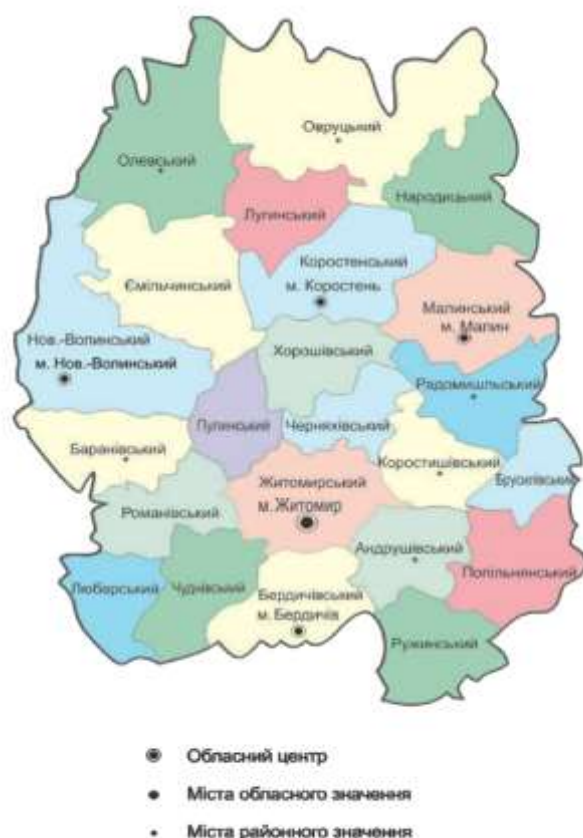 Овруцький
Олевський
Народицький
Лугинський
Коростенський
м. Коростень
Ємільчинський
Малинський
м. Малин
Нов.-Волинський
м. Нов.-Волинський
Хорошівський
Радомишльський
Пулинський
Черняхівський
Баранівський
Коростишівський
Житомирський
м. Житомир
Брусилівський
Романівський
Андрушівський
Попільнянський
Любарський
Чуднівський
Бердичівський
м. Бердичів
Ружинський
Обласний центр
Міста обласного значення
Міста районного значення